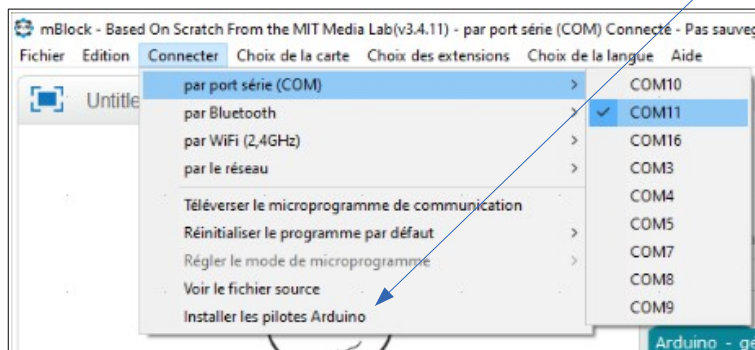 mBlock - Based On Scratch From the MIT Media Lab(v3.4.11) - par port série (COM) Connecté - Pas sauve
Fichier Edition Connecter Choix de la carte Choix des extensions Choix de la langue Aide
Untitle
par port série (COM)
par Bluetooth
par WiFi (2,4GHz)
par le réseau
Téléverser le microprogramme de communication
Réinitialiser le programme par défaut
Régler le mode de microprogramme
Voir le fichier source
Installer les pilotes Arduino
COM10
COM11
COM16
COM3
COM4
COM5
COM7
COM8
COM9
Arduino - ge